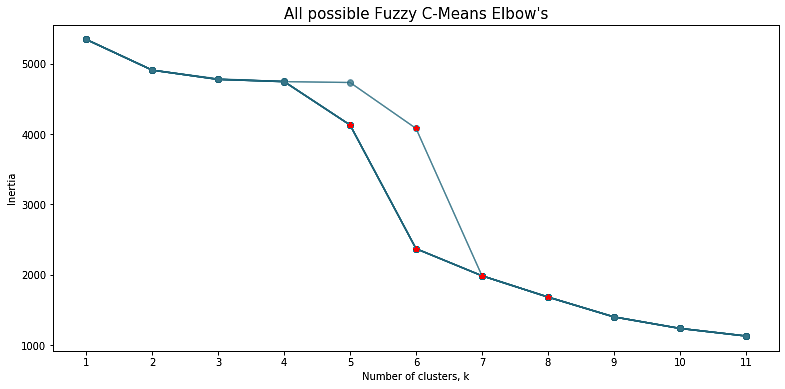 All possible Fuzzy C-Means Elbow's
5000
4000
3000
2000
1000
Inertia
1 2 3 4 5 6 7 8 9 10 11
Number of clusters, k